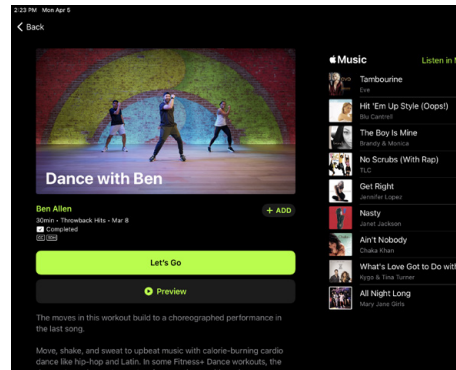 2:23 PM Mon Apr 5
Back
Dance with Ben
Ben Allen
+ ADD
30min • Throwback Hits • Mar 8
Completed
CC SDH
Let's Go
Preview
The moves in this workout build to a choreographed performance in
the last song.
Move, shake, and sweat to upbeat music with calorie-burning cardio
dance like hip-hop and Latin. In some Fitness+ Dance workouts, the
Music
Listen in M
Tambourine
Eve
Hit 'Em Up Style (Oops!)
Blu Cantrell
The Boy Is Mine
Brandy & Monica
No Scrubs (With Rap)
TLC
Get Right
Jennifer Lopez
Nasty
Janet Jackson
Ain't Nobody
Chaka Khan
What's Love Got to Do with
Kygo & Tina Turner
All Night Long
Mary Jane Girls